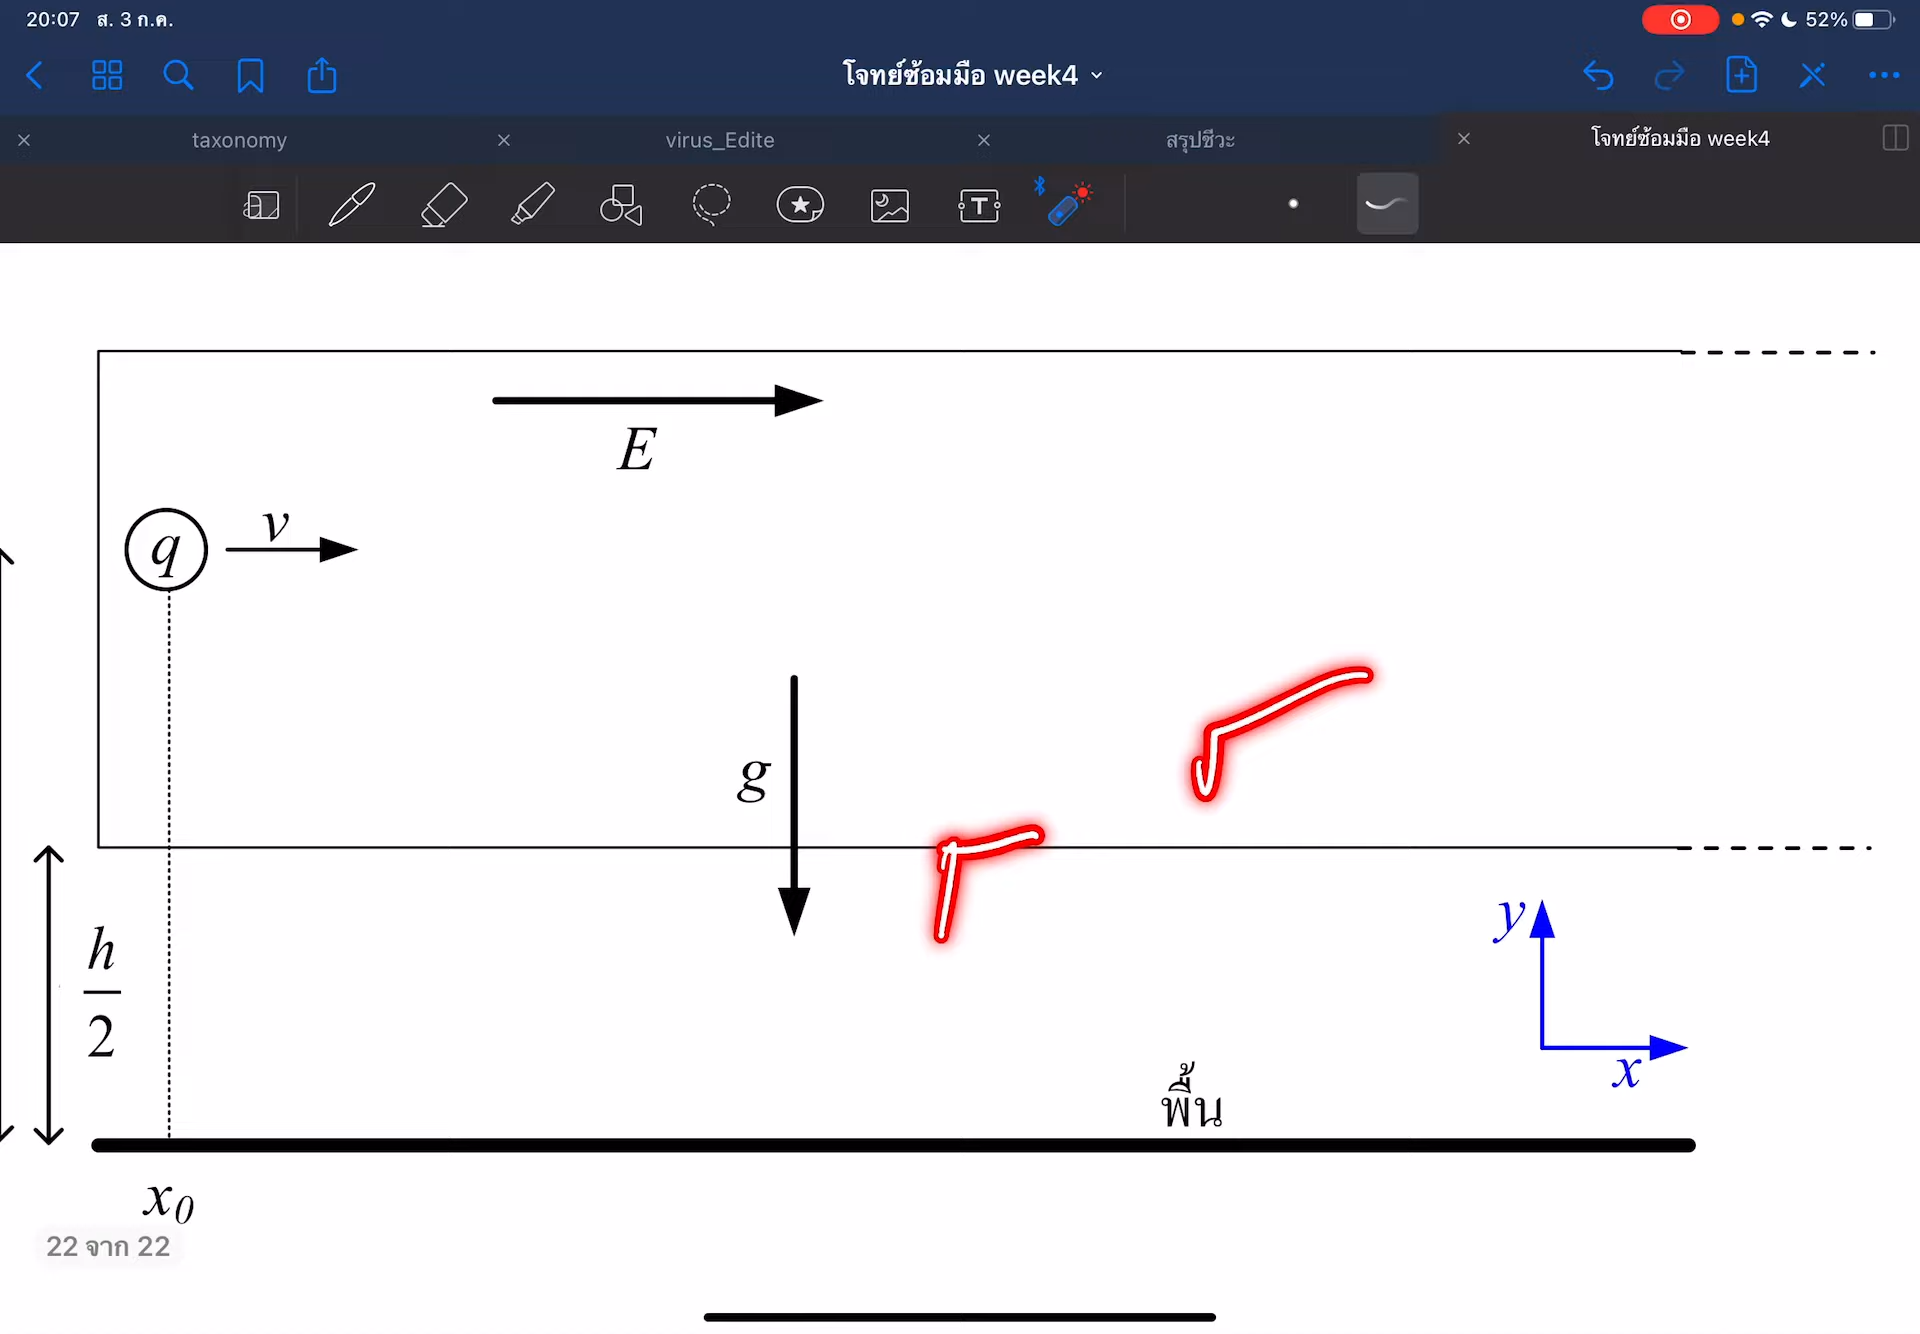 20:07 ส. 3 ก.ค.
52%
โจทย์ซ้อมมือ week4
taxonomy
virus_Edite
สรุปชีวะ
โจทย์ซ้อมมือ week4
E
v
q
g
h
2
y
x
พื้น
x0
22 จาก 22